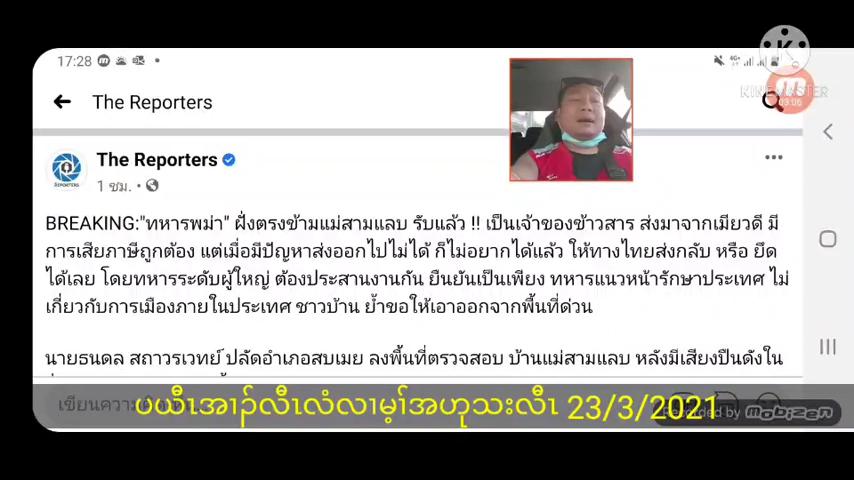 17:28
4G+
NINE MASTER
The Reporters
03:06
The Reporters
REPORTERS
1 ชม.
BREAKING:"ทหารพม่า" ฝั่งตรงข้ามแม่สามแลบ รับแล้ว !! เป็นเจ้าของข้าวสาร ส่งมาจากเมียวดี มี
การเสียภาษีถูกต้อง แต่เมื่อมีปัญหาส่งออกไปไม่ได้ ก็ไม่อยากได้แล้ว ให้ทางไทยส่งกลับ หรือ ยึด
ได้เลย โดยทหารระดับผู้ใหญ่ ต้องประสานงานกัน ยืนยันเป็นเพียง ทหารแนวหน้ารักษาประเทศ ไม่
เกี่ยวกับการเมืองภายในประเทศ ชาวบ้าน ย้ำขอให้เอาออกจากพื้นที่ด่วน
นายธนดล สถาวรเวทย์ ปลัดอำเภอสบเมย ลงพื้นที่ตรวจสอบ บ้านแม่สามแลบ หลังมีเสียงปืนดังใน
23/3/2021
Recorded by mobizen